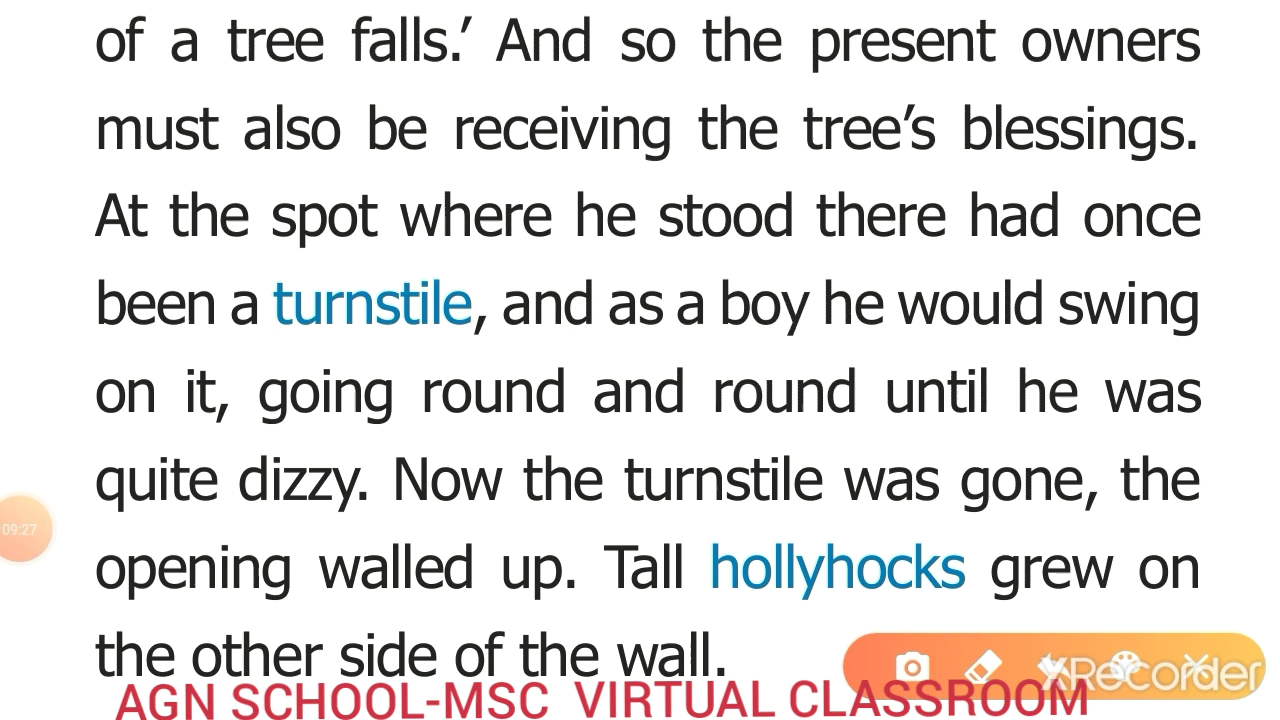 of a tree falls.’ And so the present owners
must also be receiving the tree’s blessings.
At the spot where he stood there had once
been a turnstile, and as a boy he would swing
on it, going round and round until he was
quite dizzy. Now the turnstile was gone, the
opening walled up. Tall hollyhocks grew on
09:27
the other side of the wall.
XRecorder
AGN SCHOOL-MSC VIRTUAL CLASSROOM